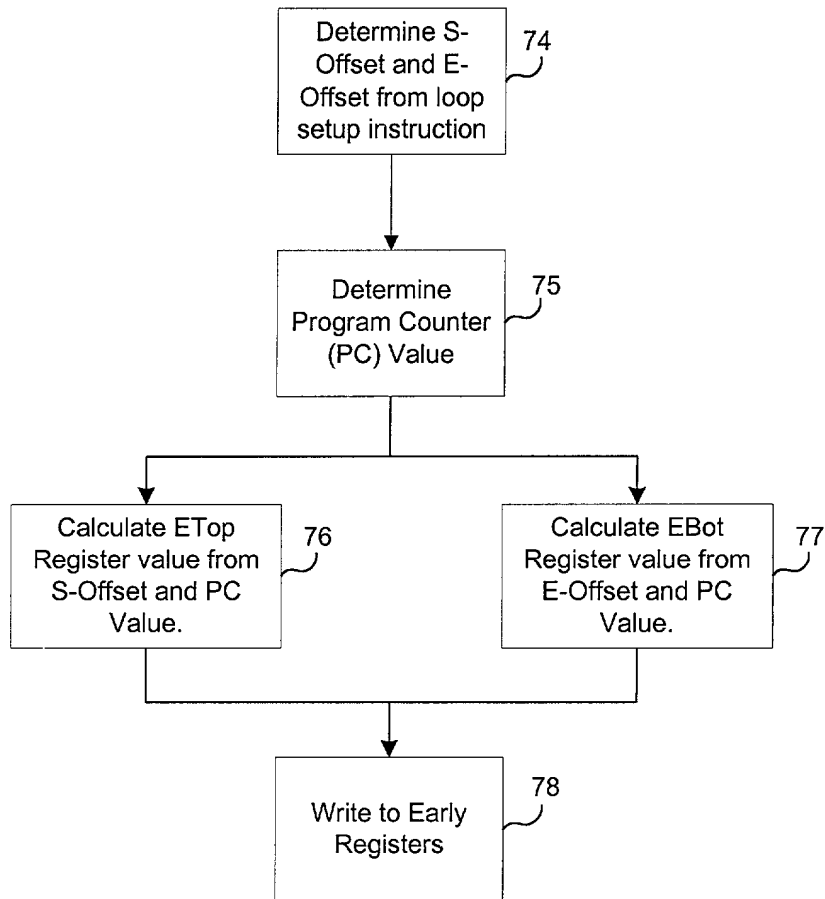 Determine S-
Offset and E-
Offset from loop
setup instruction
74
Determine
Program Counter
(PC) Value
75
Calculate ETop
Register value from
S-Offset and PC
Value.
76
Calculate EBot
Register value from
E-Offset and PC
Value.
77
Write to Early
Registers
78